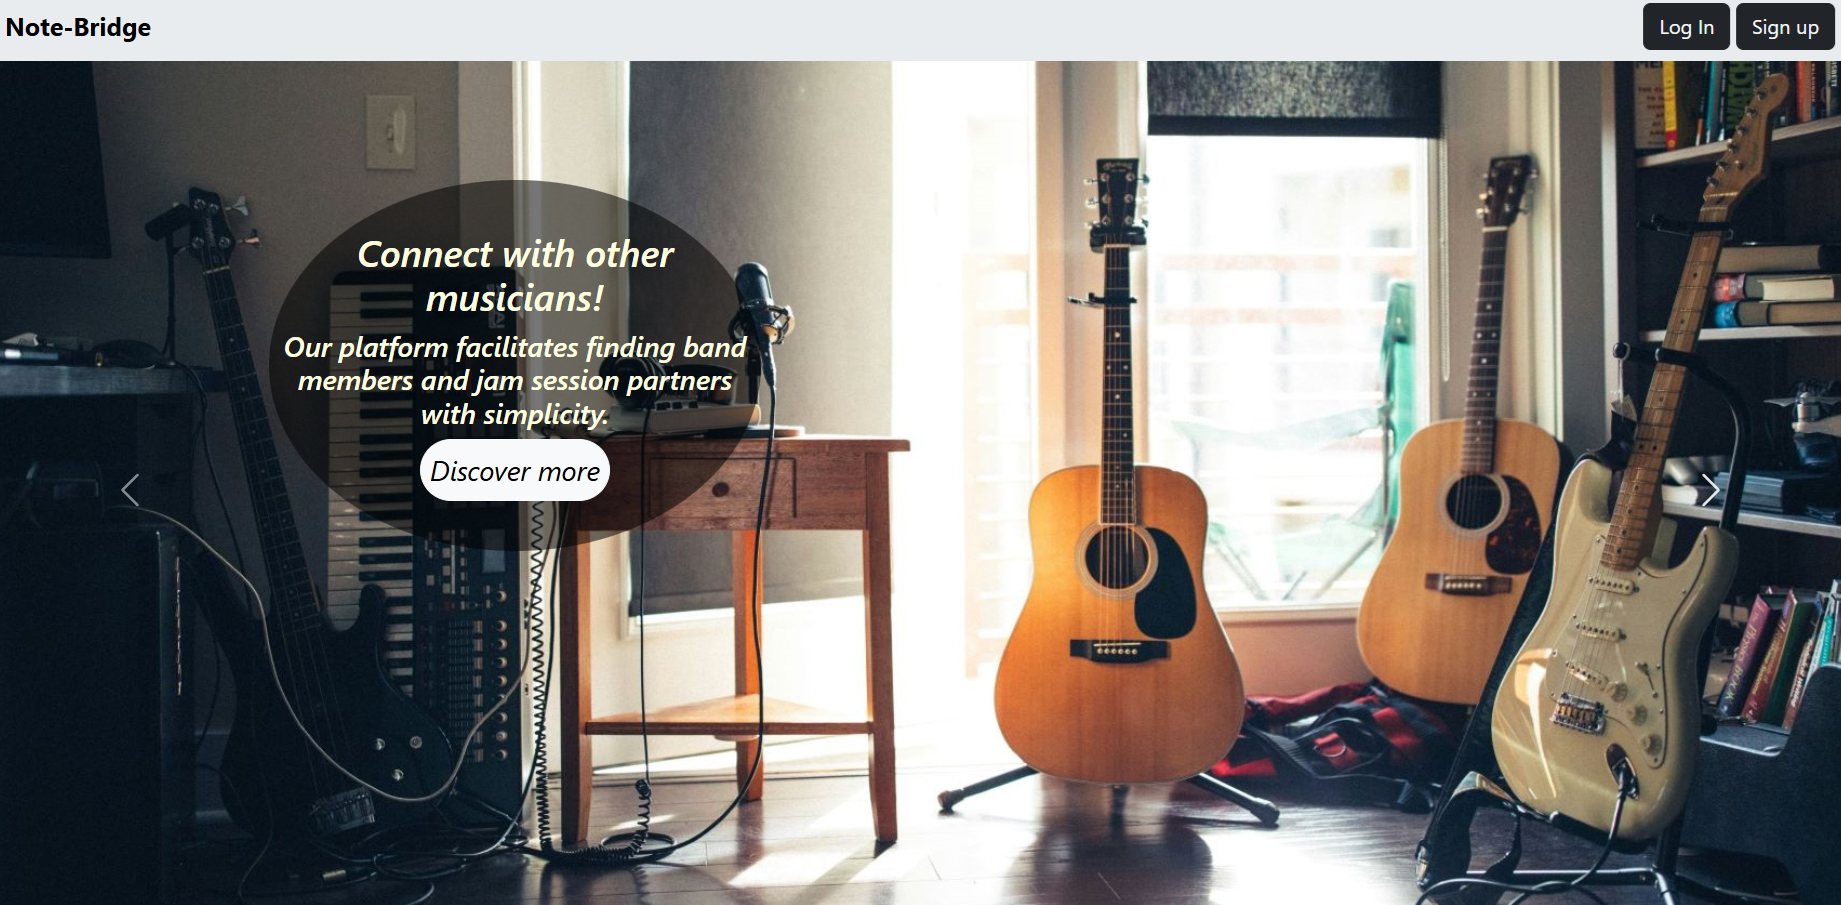 Note-Bridge
Log In
Sign up
Connect with other
musicians!
Our platform facilitates finding band
members and jam session partners
with simplicity.
Discover more
WATCH